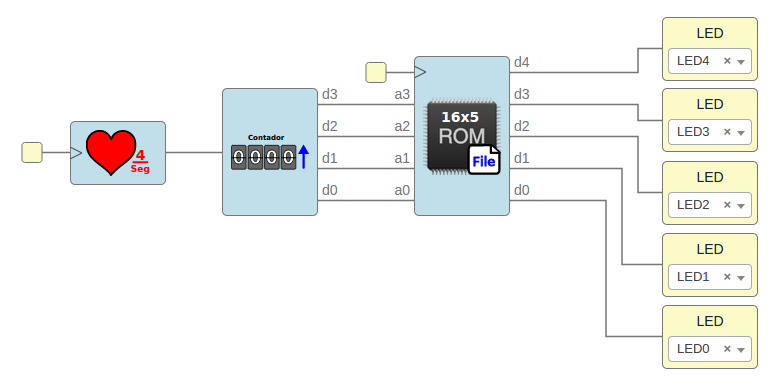 4
Seg
Contador
0000
d3
d2
d1
d0
a3
a2
a1
a0
16x5
ROM
File
d4
d3
d2
d1
d0
LED
LED4 ×
LED
LED3 ×
LED
LED2 ×
LED
LED1 ×
LED
LED0 ×